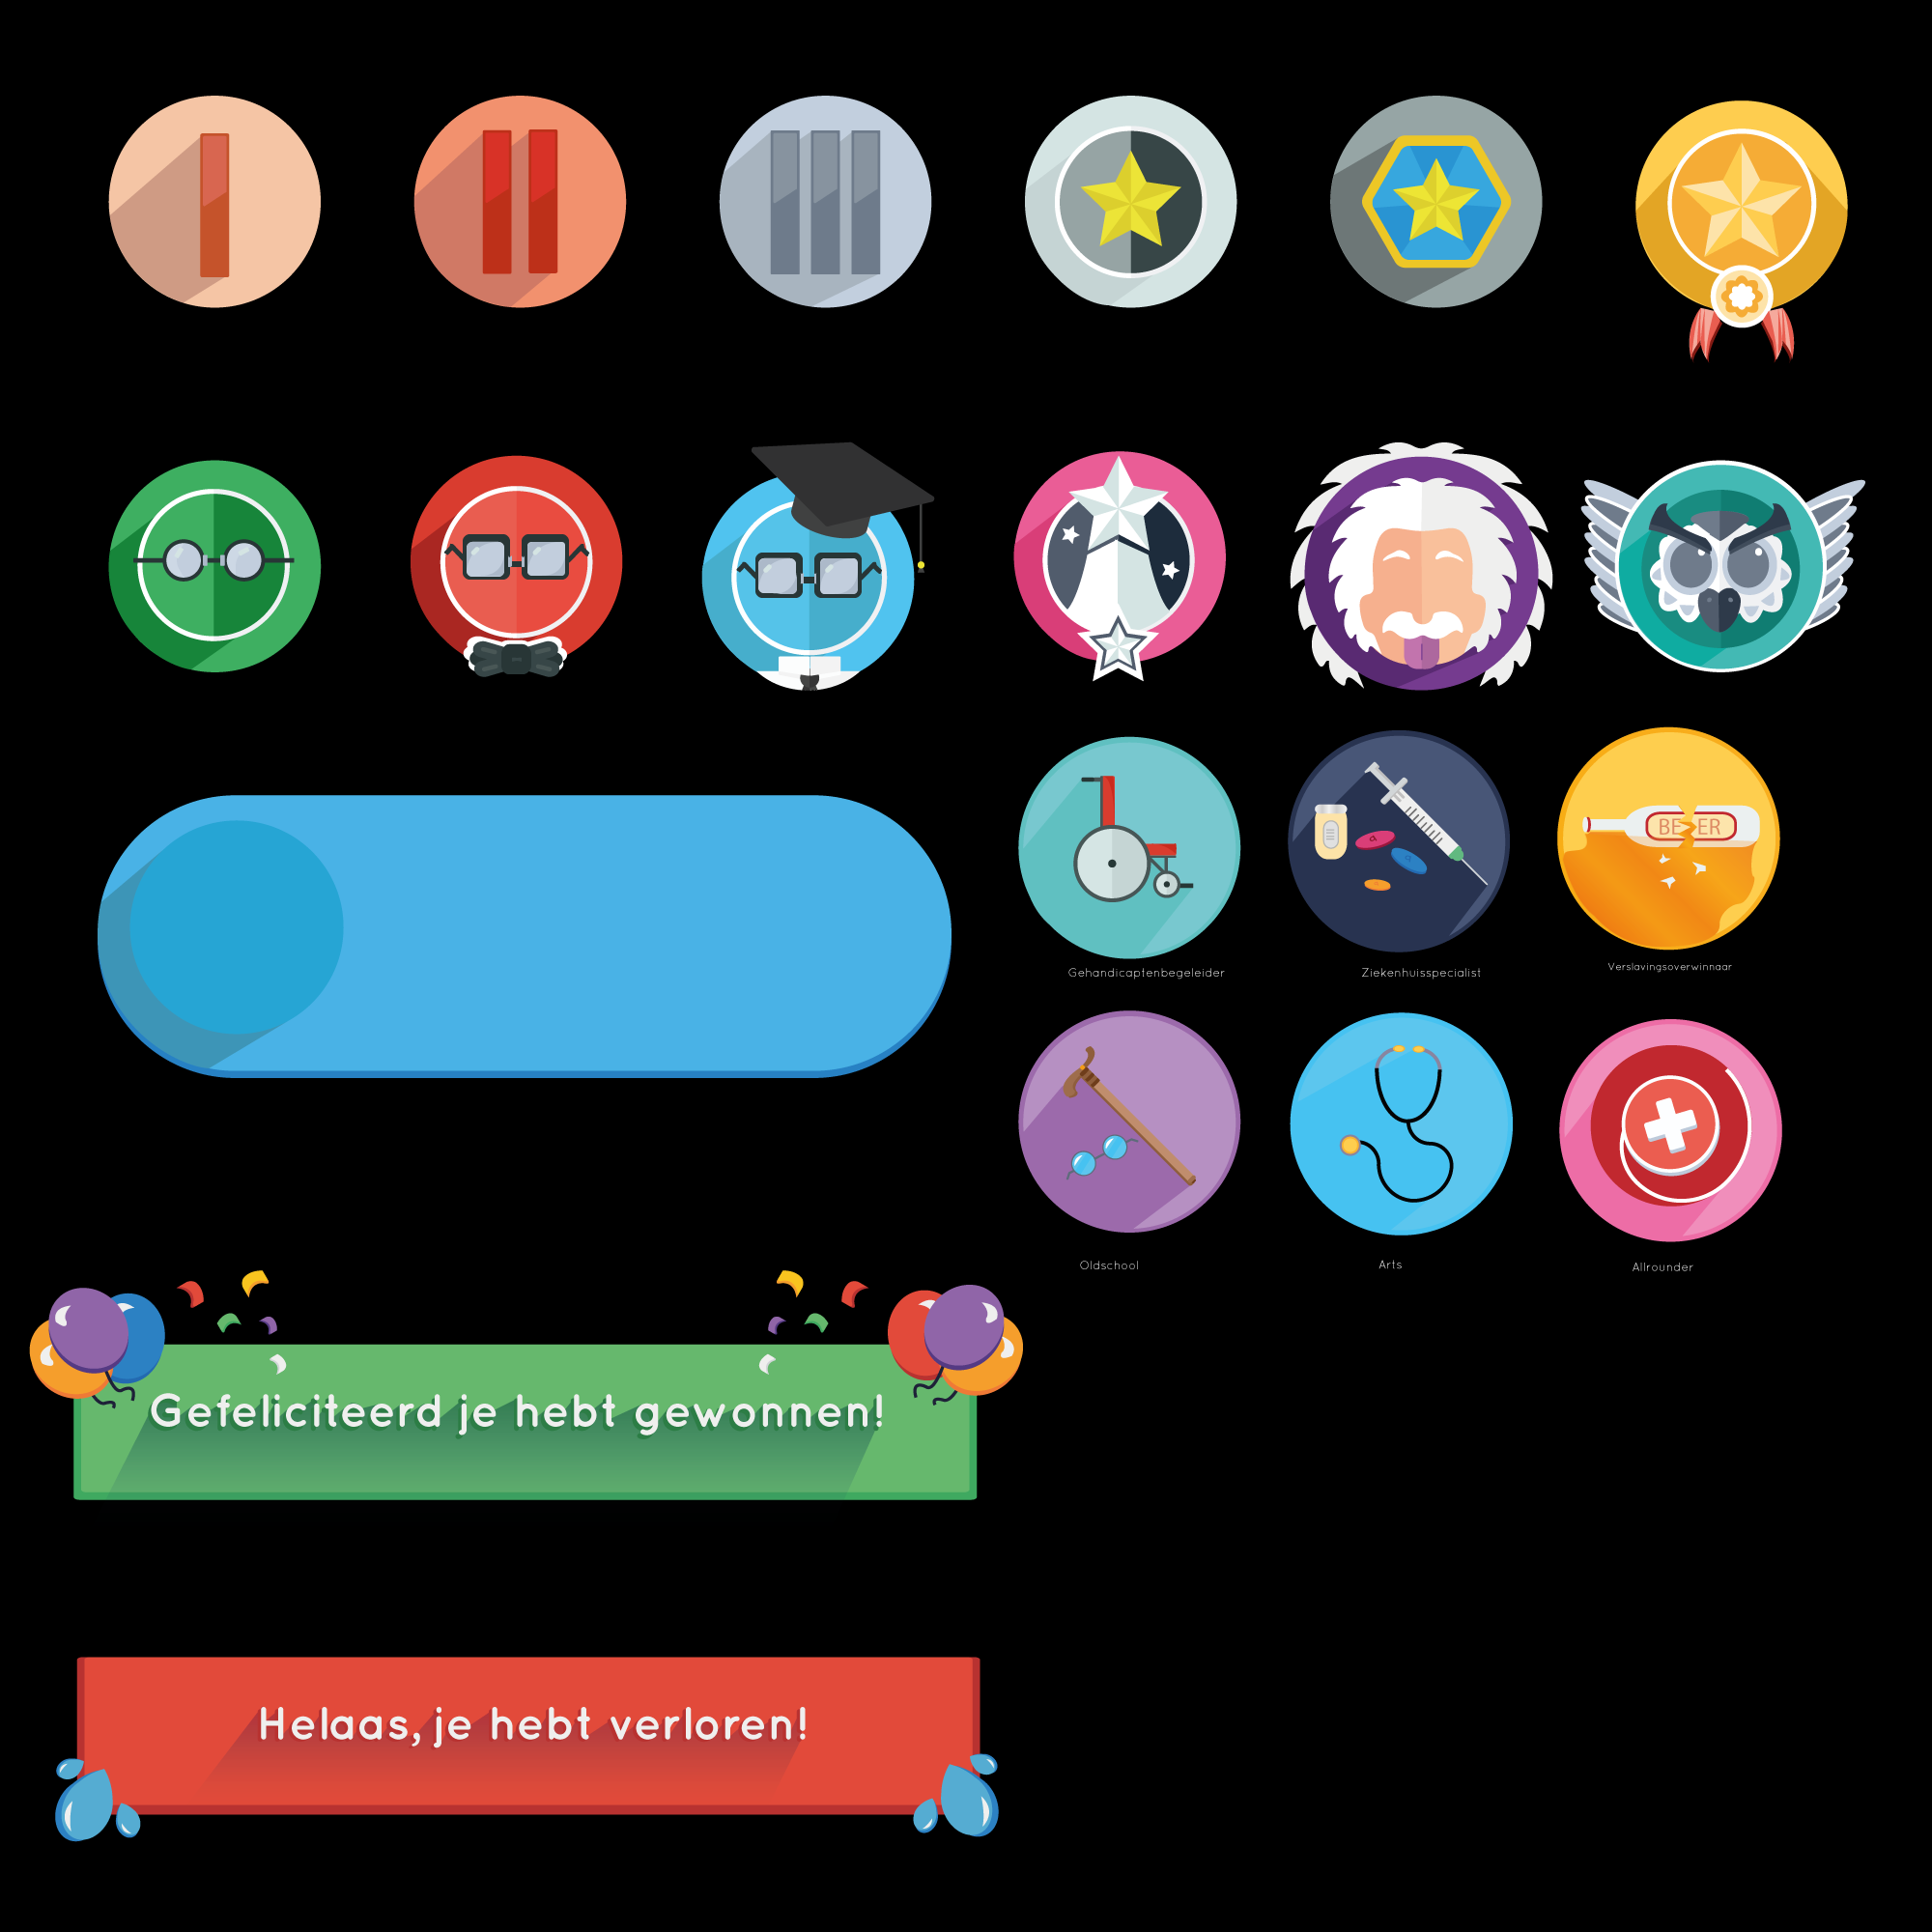 BE ER
Gehandicaptenbegeleider
Ziekenhuisspecialist
Verslavingsoverwinnaar
Oldschool
Arts
Allrounder
Gefeliciteerd je hebt gewonnen!
Helaas, je hebt verloren!